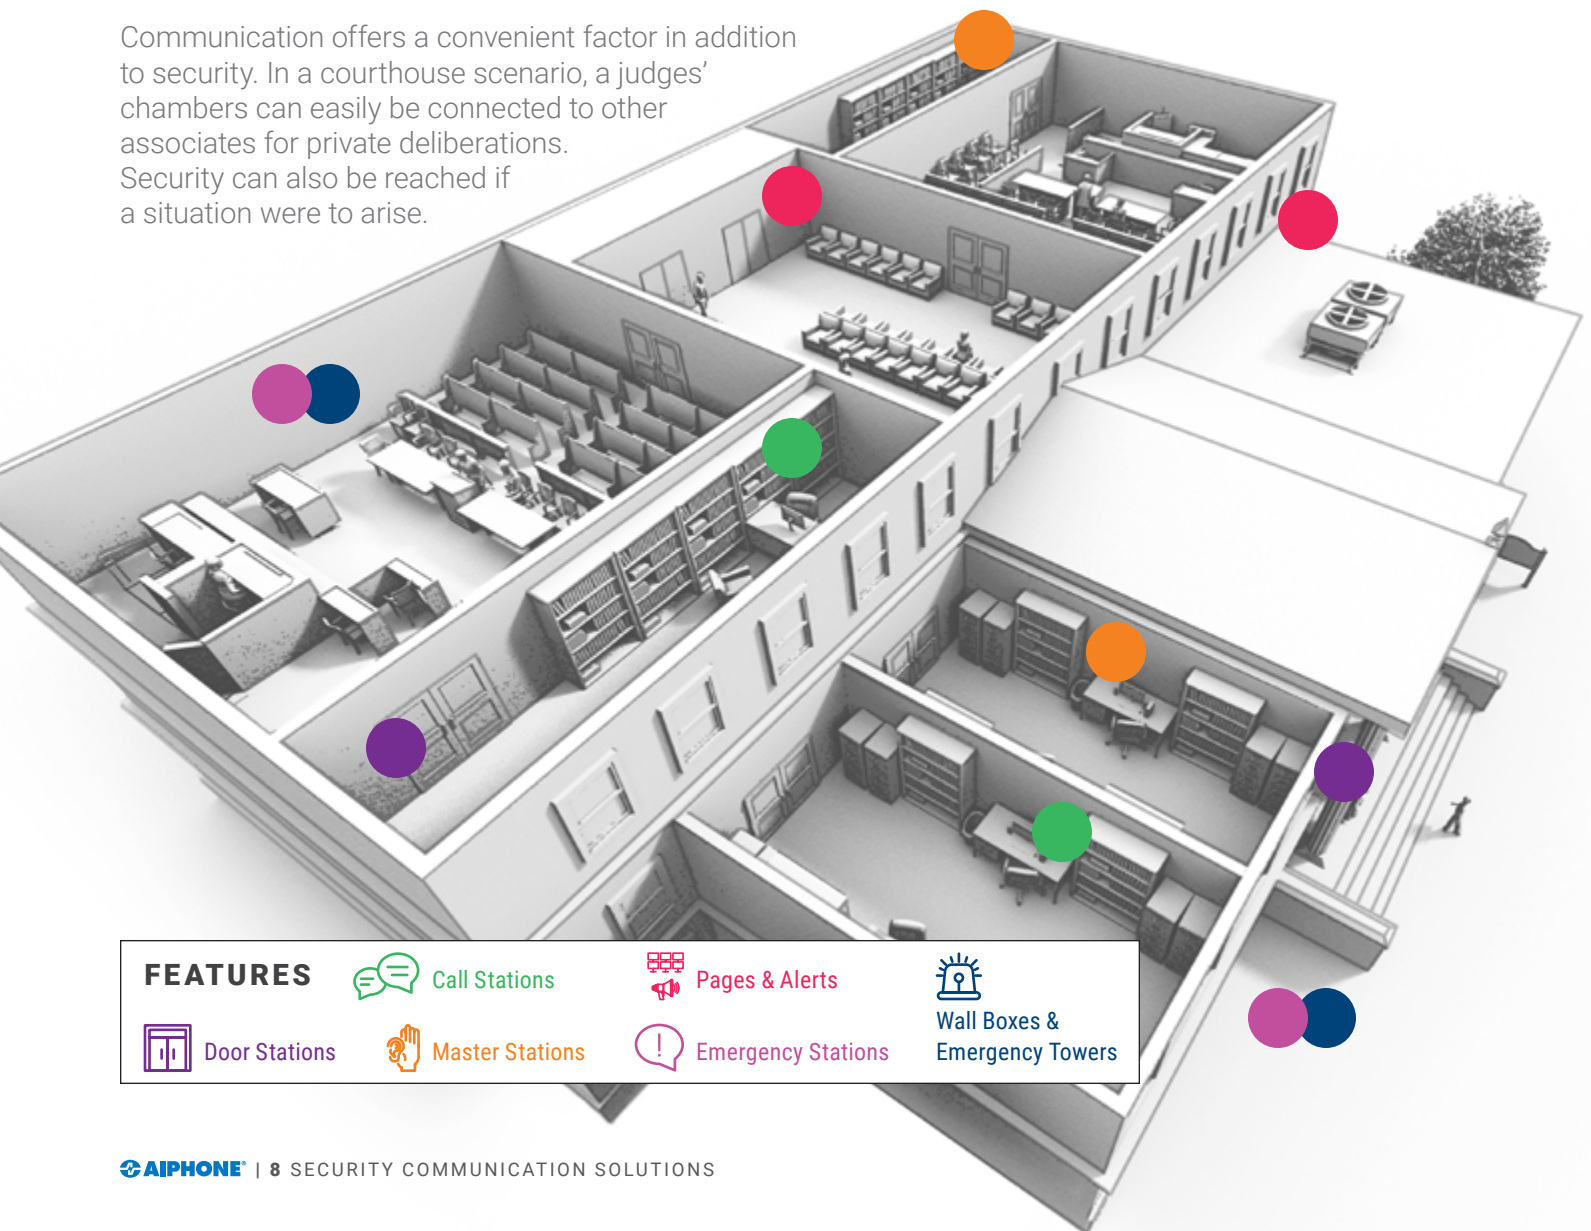 Communication offers a convenient factor in addition
to security. In a courthouse scenario, a judges’
chambers can easily be connected to other
associates for private deliberations.
Security can also be reached if
a situation were to arise.
FEATURES
Call Stations
Pages & Alerts
Door Stations
Master Stations
Emergency Stations
Wall Boxes &
Emergency Towers
AIPHONE® | 8 SECURITY COMMUNICATION SOLUTIONS